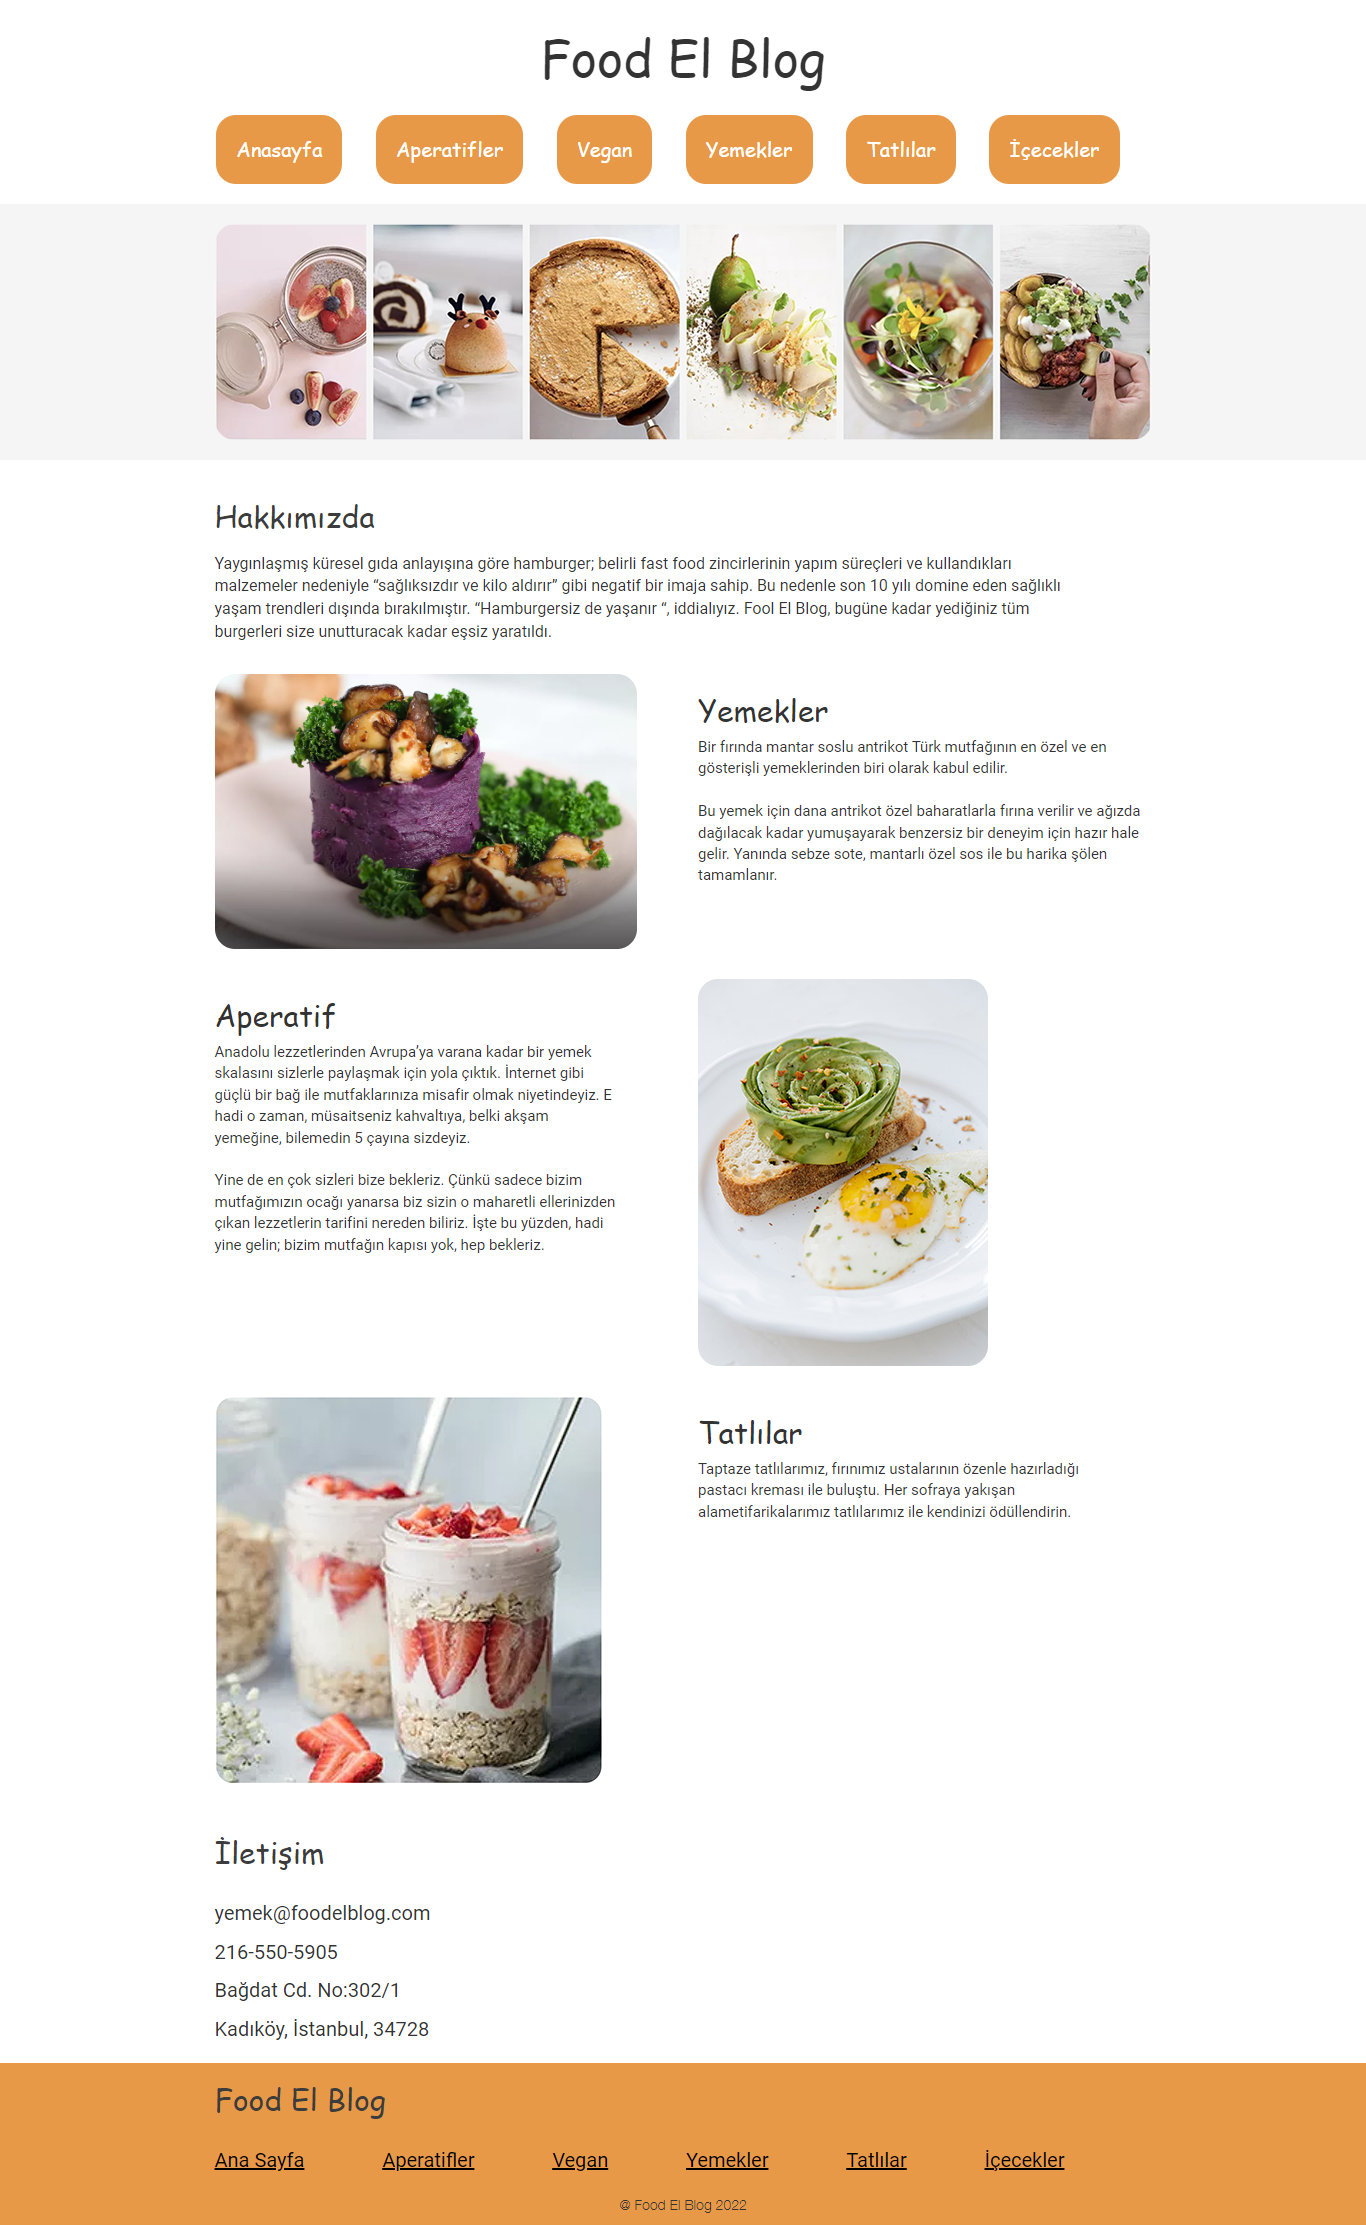 Food El Blog
Anasayfa Aperatifler Vegan Yemekler Tatlılar İçecekler
Hakkımızda
Yaygınlaşmış küresel gıda anlayışına göre hamburger; belirli fast food zincirlerinin yapım süreçleri ve kullandıkları
malzemeler nedeniyle “sağlıksızdır ve kilo aldırır” gibi negatif bir imaja sahip. Bu nedenle son 10 yılı domine eden sağlıklı
yaşam trendleri dışında bırakılmıştır. “Hamburgersiz de yaşanır “, iddialıyız. Fool El Blog, bugüne kadar yediğiniz tüm
burgerleri size unutturacak kadar eşsiz yaratıldı.
Yemekler
Bir fırında mantar soslu antrikot Türk mutfağının en özel ve en
gösterişli yemeklerinden biri olarak kabul edilir.
Bu yemek için dana antrikot özel baharatlarla fırına verilir ve ağızda
dağılacak kadar yumuşayarak benzersiz bir deneyim için hazır hale
gelir. Yanında sebze sote, mantarlı özel sos ile bu harika şölen
tamamlanır.
Aperatif
Anadolu lezzetlerinden Avrupa’ya varana kadar bir yemek
skalasını sizlerle paylaşmak için yola çıktık. İnternet gibi
güçlü bir bağ ile mutfaklarınıza misafir olmak niyetindeyiz. E
hadi o zaman, müsaitseniz kahvaltıya, belki akşam
yemeğine, bilemedin 5 çayına sizdeyiz.
Yine de en çok sizleri bize bekleriz. Çünkü sadece bizim
mutfağımızın ocağı yanarsa biz sizin o maharetli ellerinizden
çıkan lezzetlerin tarifini nereden biliriz. İşte bu yüzden, hadi
yine gelin; bizim mutfağın kapısı yok, hep bekleriz.
Tatlılar
Taptaze tatlılarımız, fırınımız ustalarının özenle hazırladığı
pastacı kreması ile buluştu. Her sofraya yakışan
alametifarikalarımız tatlılarımız ile kendinizi ödüllendirin.
İletişim
yemek@foodelblog.com
216-550-5905
Bağdat Cd. No:302/1
Kadıköy, İstanbul, 34728
Food El Blog
Ana Sayfa Aperatifler Vegan Yemekler Tatlılar İçecekler
@ Food El Blog 2022